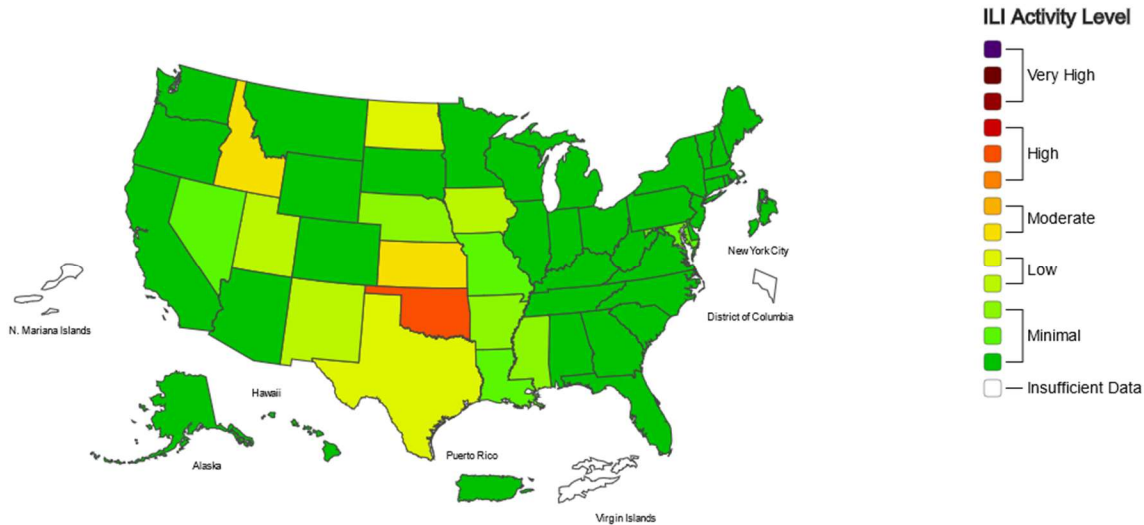 ILI Activity Level
Very High
High
Moderate
Low
Minimal
Insufficient Data
New York City
District of Columbia
N. Mariana Islands
Hawaii
Alaska
Puerto Rico
Virgin Islands